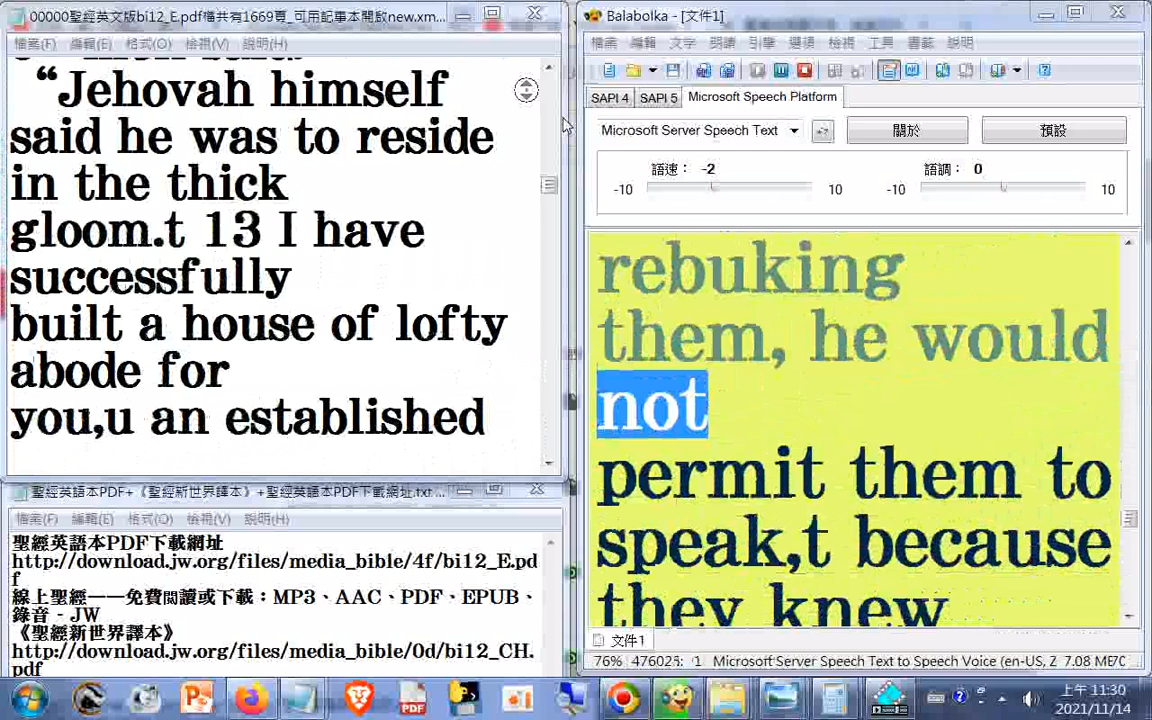 00000聖經英文版bi12_E.pdf檔共有1669頁_可用記事本開啟new.xm...
檔案(F) 編輯(E) 格式(O) 檢視(V) 說明(H)
“Jehovah himself
said he was to reside
in the thick
gloom.t 13 I have
successfully
built a house of lofty
abode for
you,u an established
聖經英語本PDF+《聖經新世界譯本》+聖經英語本PDF下載網址.txt ...
檔案(F) 編輯(E) 格式(O) 檢視(V) 說明(H)
聖經英語本PDF下載網址
http://download.jw.org/files/media_bible/4f/bi12_E.pd
f
線上聖經——免費閱讀或下載：MP3、AAC、PDF、EPUB、
錄音 - JW
《聖經新世界譯本》
http://download.jw.org/files/media_bible/0d/bi12_CH.
pdf
Balabolka - [文件1]
檔案 編輯 文字 朗讀 引擎 選項 檢視 工具 書籤 說明
SAPI 4 SAPI 5 Microsoft Speech Platform
Microsoft Server Speech Text +? 關於 預設
語速： -2 語調： 0
-10 10 -10 10
rebuking
them, he would
not
permit them to
speak,t because
they knew
文件1
76% 47602 : 1 Microsoft Server Speech Text to Speech Voice (en-US, Z 7.08 ME
PDF
上午 11:30
2021/11/14